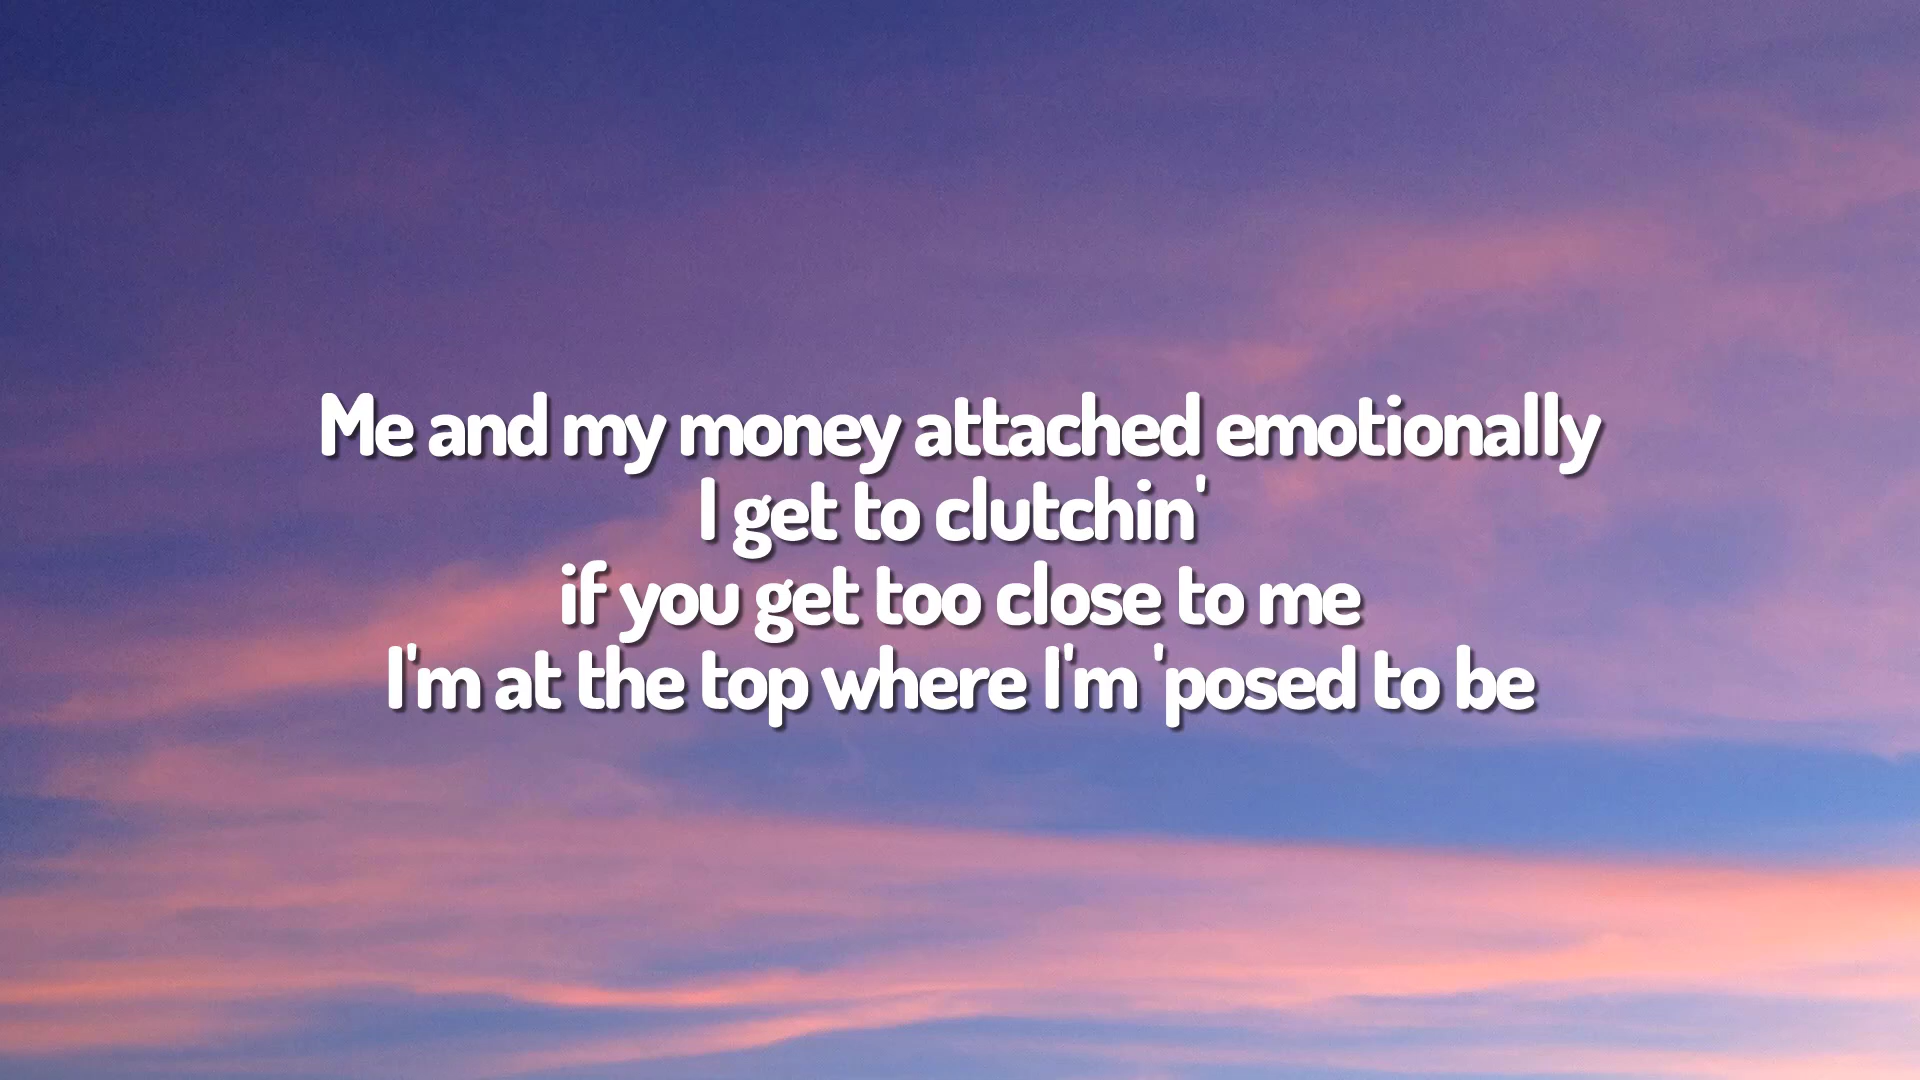 Me and my money attached emotionally
I get to clutchin'
if you get too close to me
I'm at the top where I'm 'posed to be